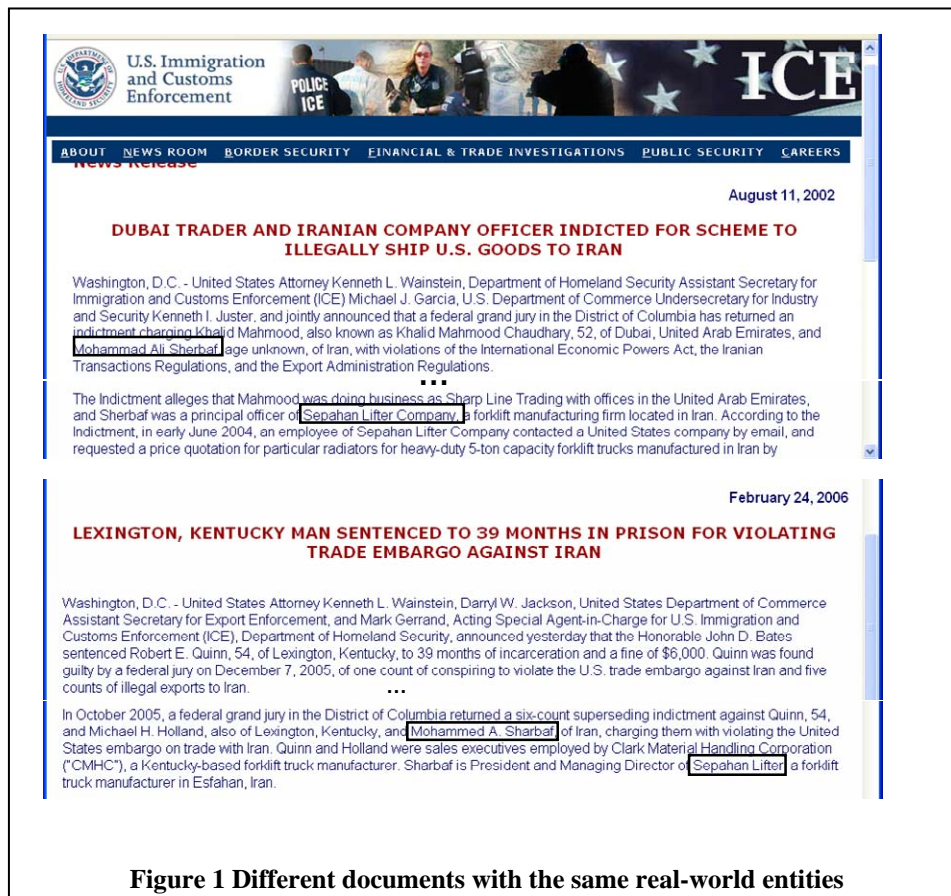 U.S. Immigration
and Customs
Enforcement
POLICE
ICE
ICE
ABOUT NEWS ROOM BORDER SECURITY FINANCIAL & TRADE INVESTIGATIONS PUBLIC SECURITY CAREERS
News Release
August 11, 2002
DUBAI TRADER AND IRANIAN COMPANY OFFICER INDICTED FOR SCHEME TO
ILLEGALLY SHIP U.S. GOODS TO IRAN
Washington, D.C. - United States Attorney Kenneth L. Wainstein, Department of Homeland Security Assistant Secretary for
Immigration and Customs Enforcement (ICE) Michael J. Garcia, U.S. Department of Commerce Undersecretary for Industry
and Security Kenneth I. Juster, and jointly announced that a federal grand jury in the District of Columbia has returned an
indictment charging Khalid Mahmood, also known as Khalid Mahmood Chaudhary, 52, of Dubai, United Arab Emirates, and
Mohammad Ali Sherbaf, age unknown, of Iran, with violations of the International Economic Powers Act, the Iranian
Transactions Regulations, and the Export Administration Regulations.
...
The Indictment alleges that Mahmood was doing business as Sharp Line Trading with offices in the United Arab Emirates,
and Sherbaf was a principal officer of Sepahan Lifter Company, a forklift manufacturing firm located in Iran. According to the
Indictment, in early June 2004, an employee of Sepahan Lifter Company contacted a United States company by email, and
requested a price quotation for particular radiators for heavy-duty 5-ton capacity forklift trucks manufactured in Iran by
February 24, 2006
LEXINGTON, KENTUCKY MAN SENTENCED TO 39 MONTHS IN PRISON FOR VIOLATING
TRADE EMBARGO AGAINST IRAN
Washington, D.C. - United States Attorney Kenneth L. Wainstein, Darryl W. Jackson, United States Department of Commerce
Assistant Secretary for Export Enforcement, and Mark Gerrand, Acting Special Agent-in-Charge for U.S. Immigration and
Customs Enforcement (ICE), Department of Homeland Security, announced yesterday that the Honorable John D. Bates
sentenced Robert E. Quinn, 54, of Lexington, Kentucky, to 39 months of incarceration and a fine of $6,000. Quinn was found
guilty by a federal jury on December 7, 2005, of one count of conspiring to violate the U.S. trade embargo against Iran and five
counts of illegal exports to Iran.
...
In October 2005, a federal grand jury in the District of Columbia returned a six-count superseding indictment against Quinn, 54,
and Michael H. Holland, also of Lexington, Kentucky, and Mohammed A. Sharbaf, of Iran, charging them with violating the United
States embargo on trade with Iran. Quinn and Holland were sales executives employed by Clark Material Handling Corporation
("CMHC"), a Kentucky-based forklift truck manufacturer. Sharbaf is President and Managing Director of Sepahan Lifter, a forklift
truck manufacturer in Esfahan, Iran.
Figure 1 Different documents with the same real-world entities